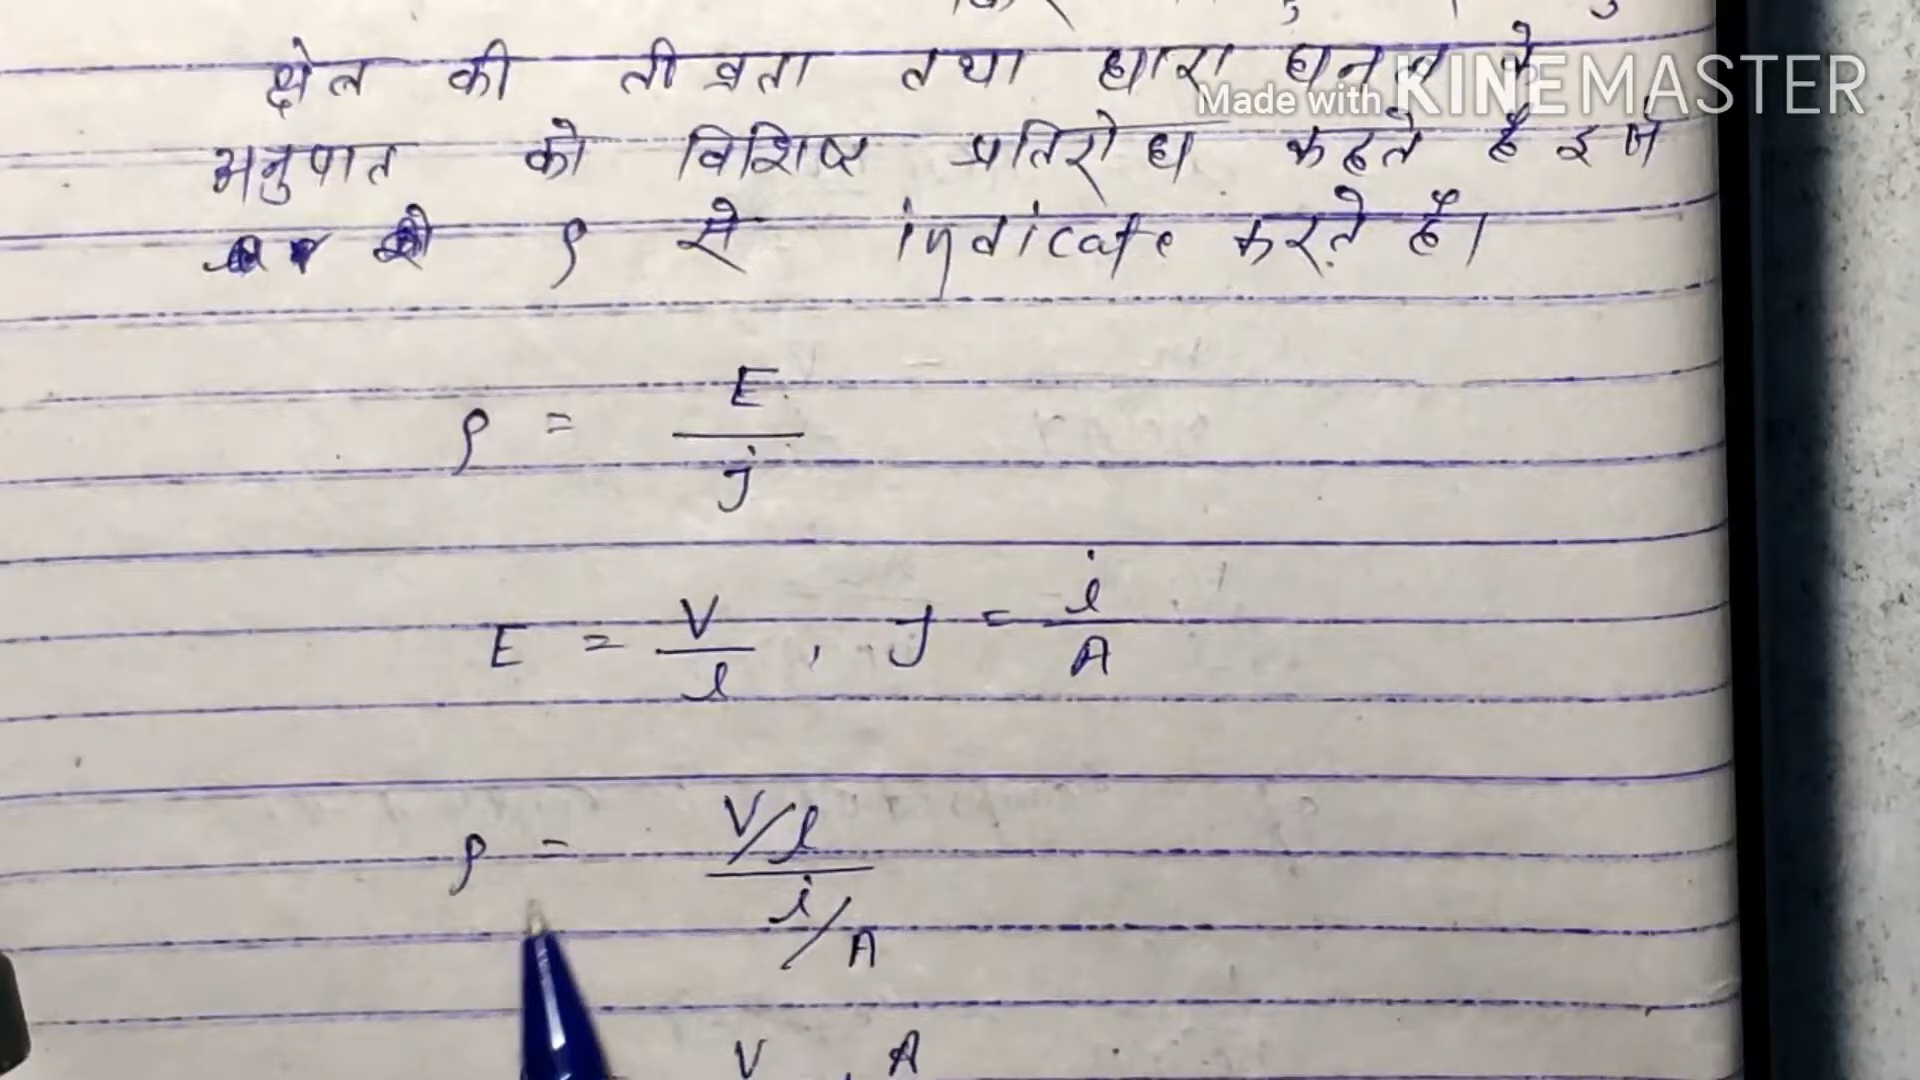 क्षेत्र की तीव्रता तथा धारा घनत्व के
Made with KINEMASTER
अनुपात को विशिष्ट प्रतिरोध कहते है इसे
ρ से indicate करते हैं।
ρ = E / j
E = V / l , J = i / A
ρ = V/l / i/A
V . A